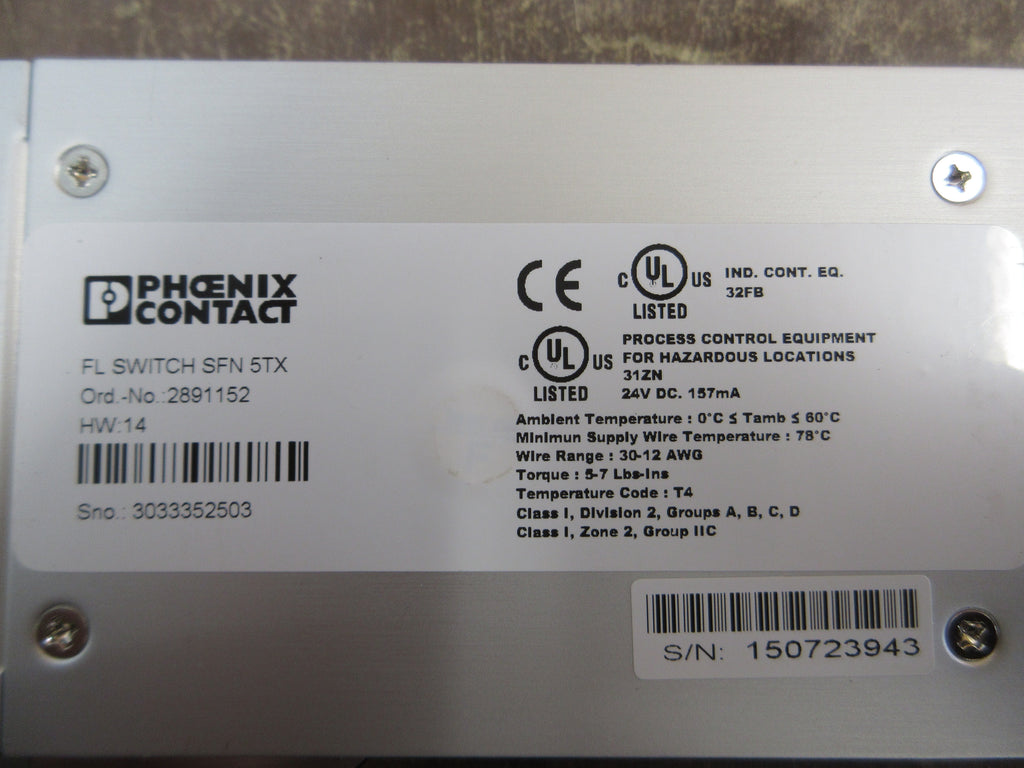 PHŒNIX
CONTACT
FL SWITCH SFN 5TX
Ord.-No.:2891152
HW:14
Sno.: 3033352503
CE
C UL US
LISTED
IND. CONT. EQ.
32FB
C UL US
LISTED
PROCESS CONTROL EQUIPMENT
FOR HAZARDOUS LOCATIONS
31ZN
24V DC. 157mA
Ambient Temperature : 0°C ≤ Tamb ≤ 60°C
Minimun Supply Wire Temperature : 78°C
Wire Range : 30-12 AWG
Torque : 5-7 Lbs-Ins
Temperature Code : T4
Class I, Division 2, Groups A, B, C, D
Class I, Zone 2, Group IIC
S/N: 150723943